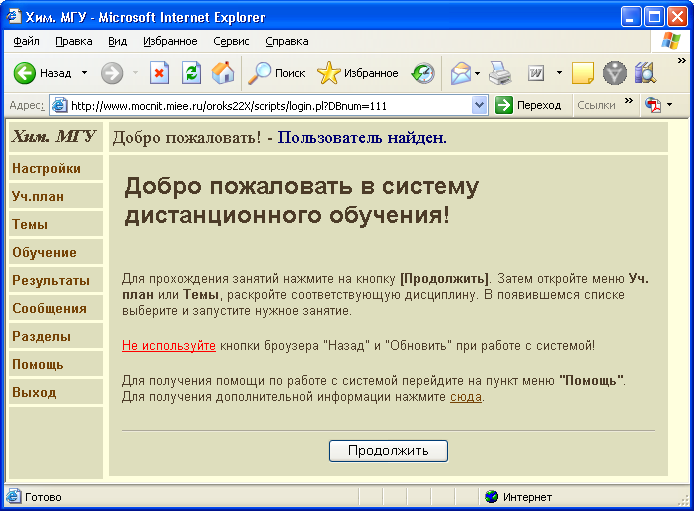 Хим. МГУ - Microsoft Internet Explorer
Файл Правка Вид Избранное Сервис Справка
Назад Поиск Избранное
Адрес: http://www.mocnit.miee.ru/oroks22X/scripts/login.pl?DBnum=111 Переход Ссылки
Хим. МГУ
Добро пожаловать! - Пользователь найден.
Настройки
Уч.план
Темы
Обучение
Результаты
Сообщения
Разделы
Помощь
Выход
Добро пожаловать в систему
дистанционного обучения!
Для прохождения занятий нажмите на кнопку [Продолжить]. Затем откройте меню Уч.
план или Темы, раскройте соответствующую дисциплину. В появившемся списке
выберите и запустите нужное занятие.
Не используйте кнопки броузера "Назад" и "Обновить" при работе с системой!
Для получения помощи по работе с системой перейдите на пункт меню "Помощь".
Для получения дополнительной информации нажмите сюда.
Продолжить
Готово Интернет